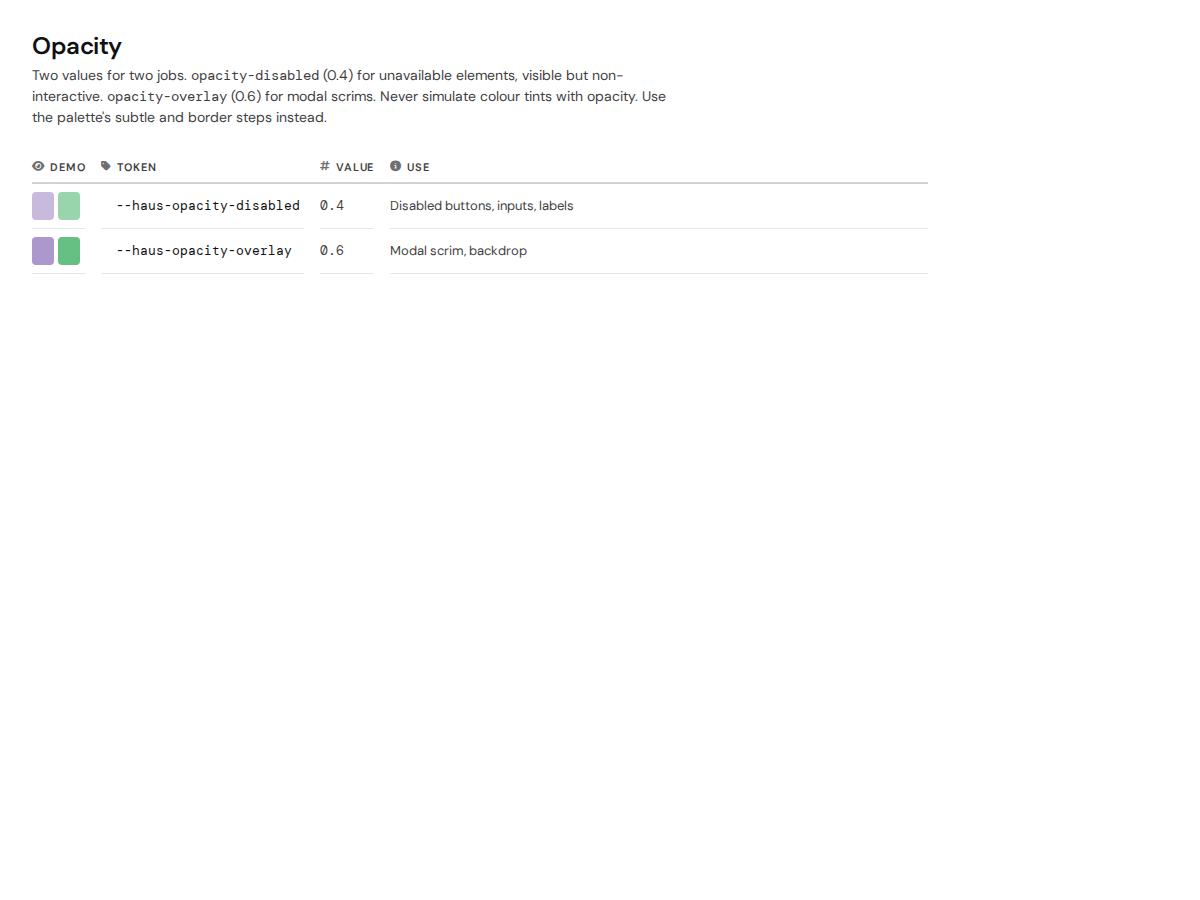 Opacity
Two values for two jobs. opacity-disabled (0.4) for unavailable elements, visible but non-
interactive. opacity-overlay (0.6) for modal scrims. Never simulate colour tints with opacity. Use
the palette's subtle and border steps instead.
DEMO TOKEN # VALUE USE
--haus-opacity-disabled 0.4 Disabled buttons, inputs, labels
--haus-opacity-overlay 0.6 Modal scrim, backdrop